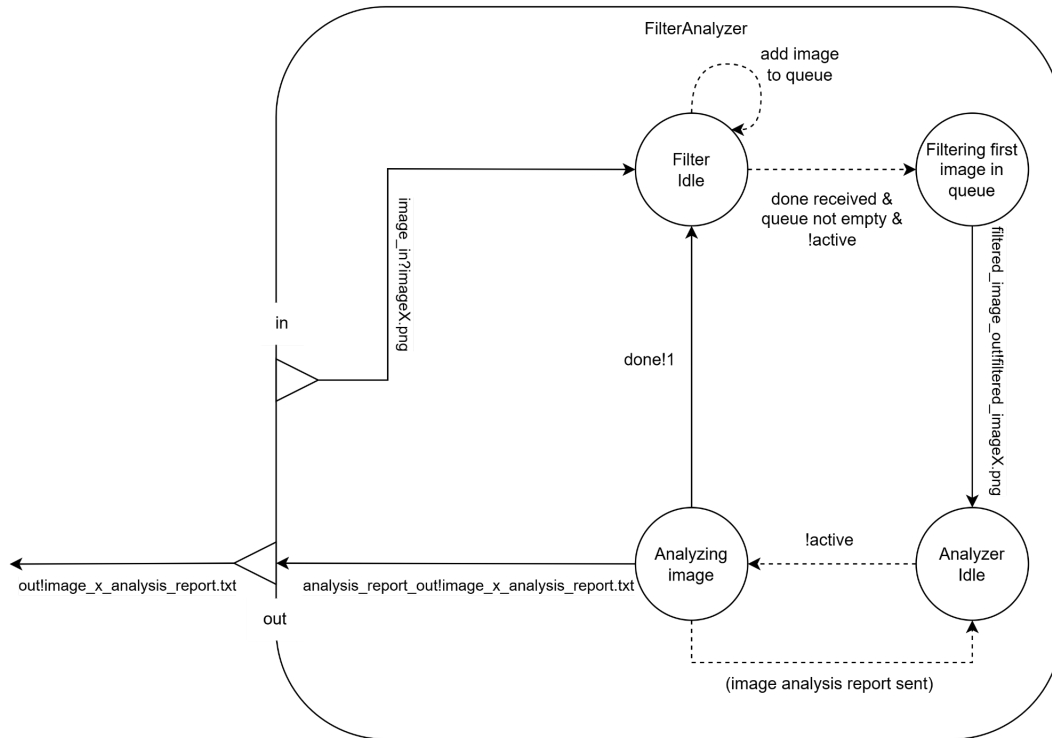 FilterAnalyzer
add image
to queue
Filter
Idle
Filtering first
image in
queue
done received &
queue not empty &
!active
image_in?imageX.png
filtered_image_out!filtered_imageX.png
in
done!1
Analyzing
image
!active
Analyzer
Idle
out!image_x_analysis_report.txt
analysis_report_out!image_x_analysis_report.txt
out
(image analysis report sent)